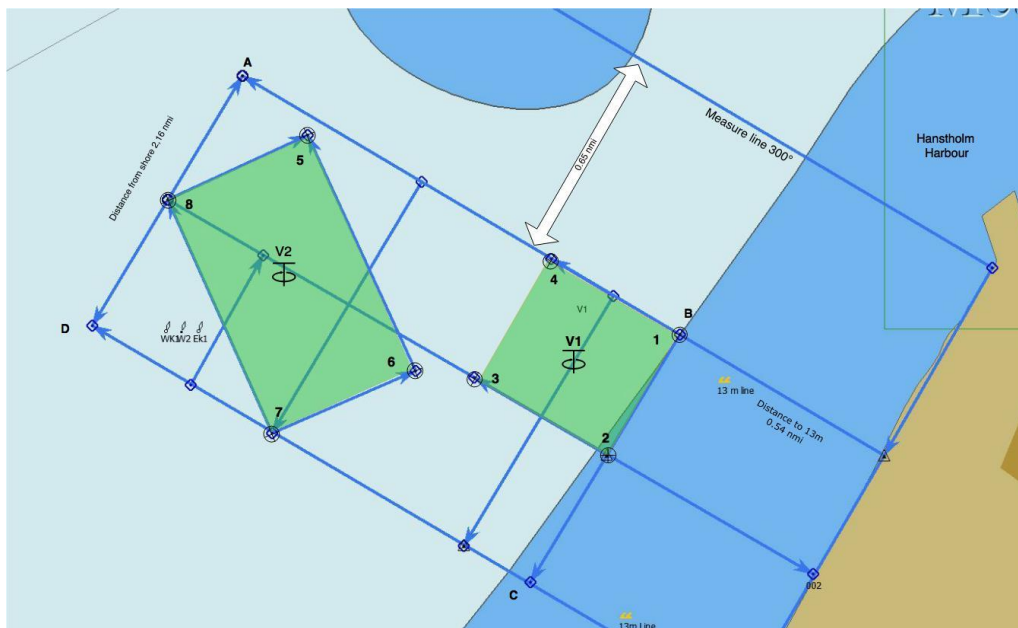 A
Measure line 300°
Hanstholm
Harbour
0.65 nmi
Distance from shore 2,16 nmi
5
8
V2
4
V1
B
1
V1
D
WK1
W2
Ek1
6
3
13 m line
Distance to 13m
0.54 nmi
7
2
002
C
13m Line